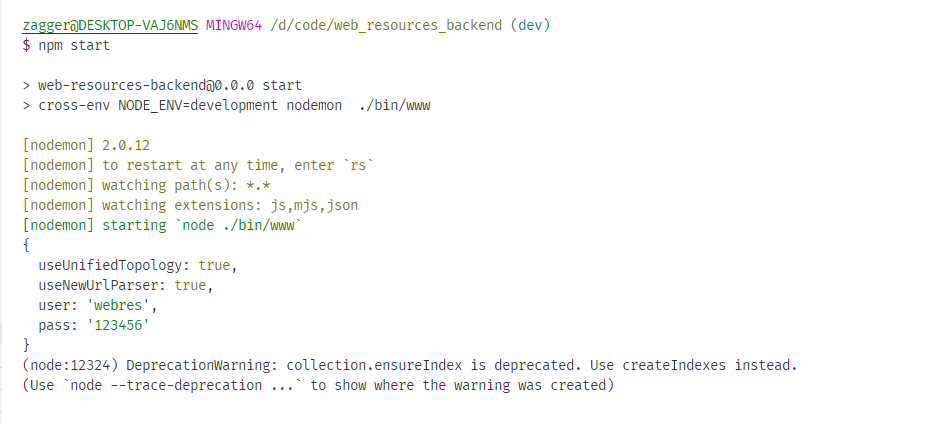 zagger@DESKTOP-VAJ6NMS MINGW64 /d/code/web_resources_backend (dev)
$ npm start
> web-resources-backend@0.0.0 start
> cross-env NODE_ENV=development nodemon  ./bin/www
[nodemon] 2.0.12
[nodemon] to restart at any time, enter `rs`
[nodemon] watching path(s): *.*
[nodemon] watching extensions: js,mjs,json
[nodemon] starting `node ./bin/www`
{
  useUnifiedTopology: true,
  useNewUrlParser: true,
  user: 'webres',
  pass: '123456'
}
(node:12324) DeprecationWarning: collection.ensureIndex is deprecated. Use createIndexes instead.
(Use `node --trace-deprecation ...` to show where the warning was created)